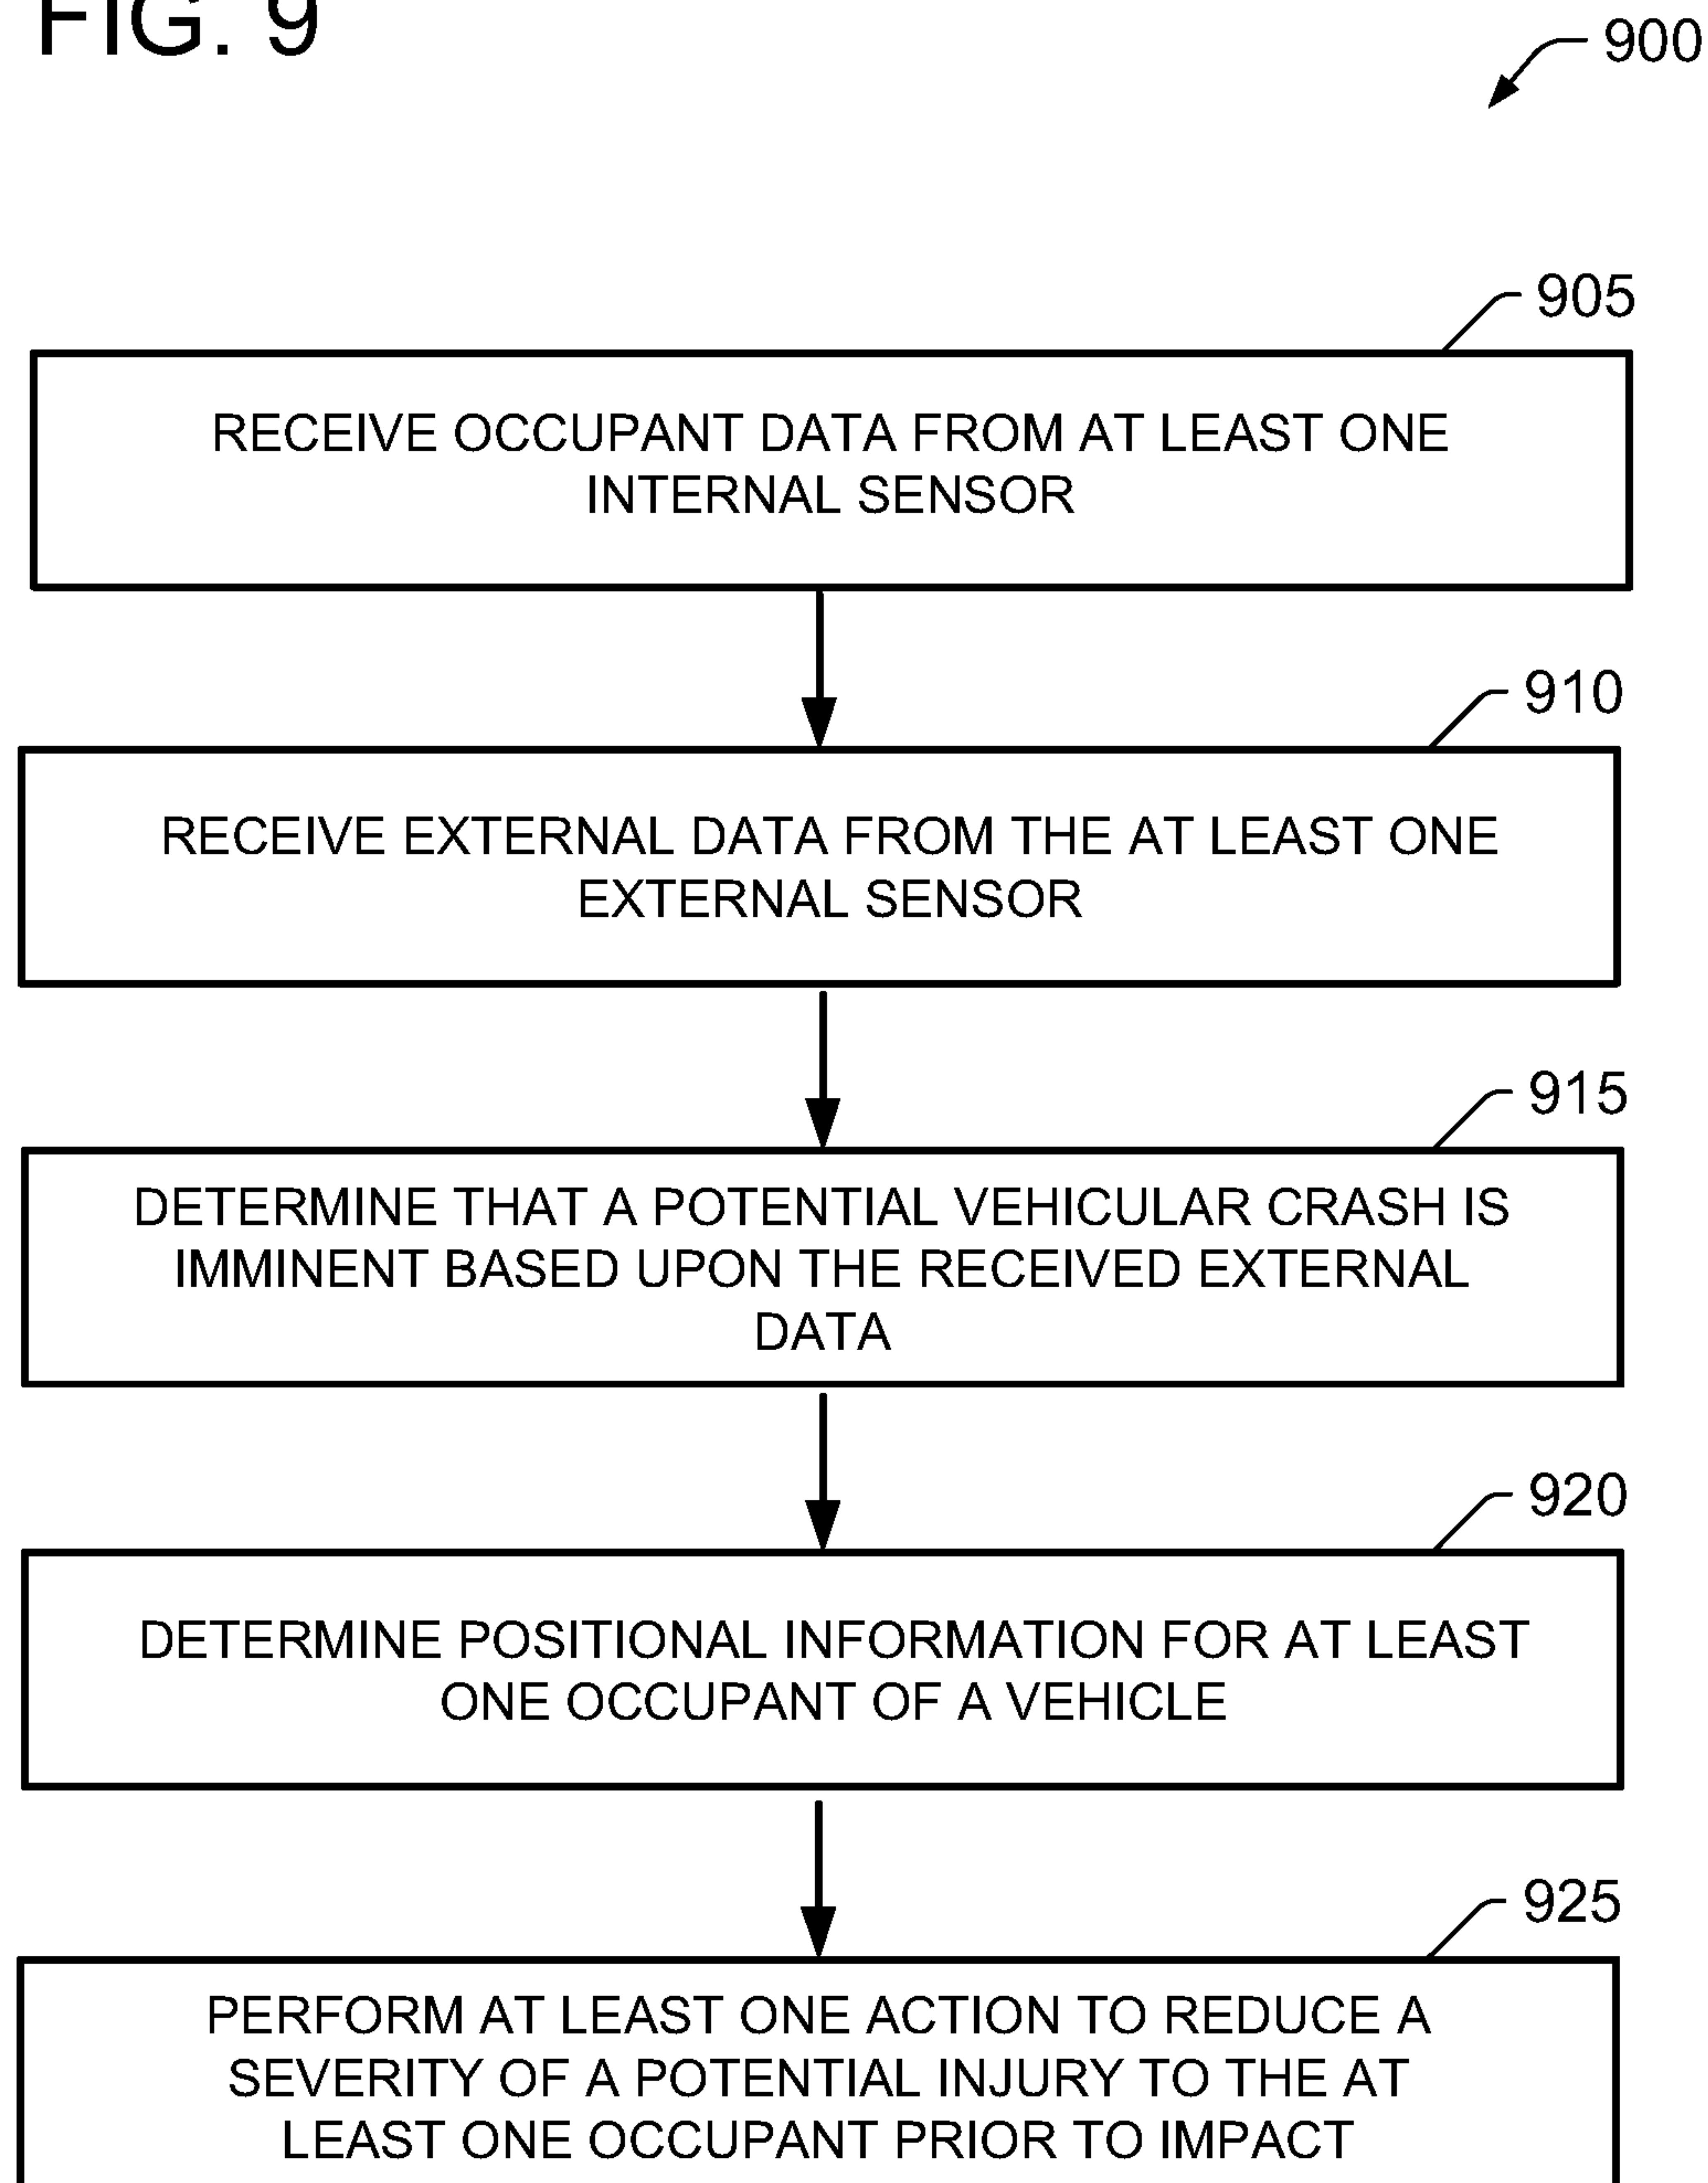 FIG. 9
900
905
RECEIVE OCCUPANT DATA FROM AT LEAST ONE
INTERNAL SENSOR
910
RECEIVE EXTERNAL DATA FROM THE AT LEAST ONE
EXTERNAL SENSOR
915
DETERMINE THAT A POTENTIAL VEHICULAR CRASH IS
IMMINENT BASED UPON THE RECEIVED EXTERNAL
DATA
920
DETERMINE POSITIONAL INFORMATION FOR AT LEAST
ONE OCCUPANT OF A VEHICLE
925
PERFORM AT LEAST ONE ACTION TO REDUCE A
SEVERITY OF A POTENTIAL INJURY TO THE AT
LEAST ONE OCCUPANT PRIOR TO IMPACT